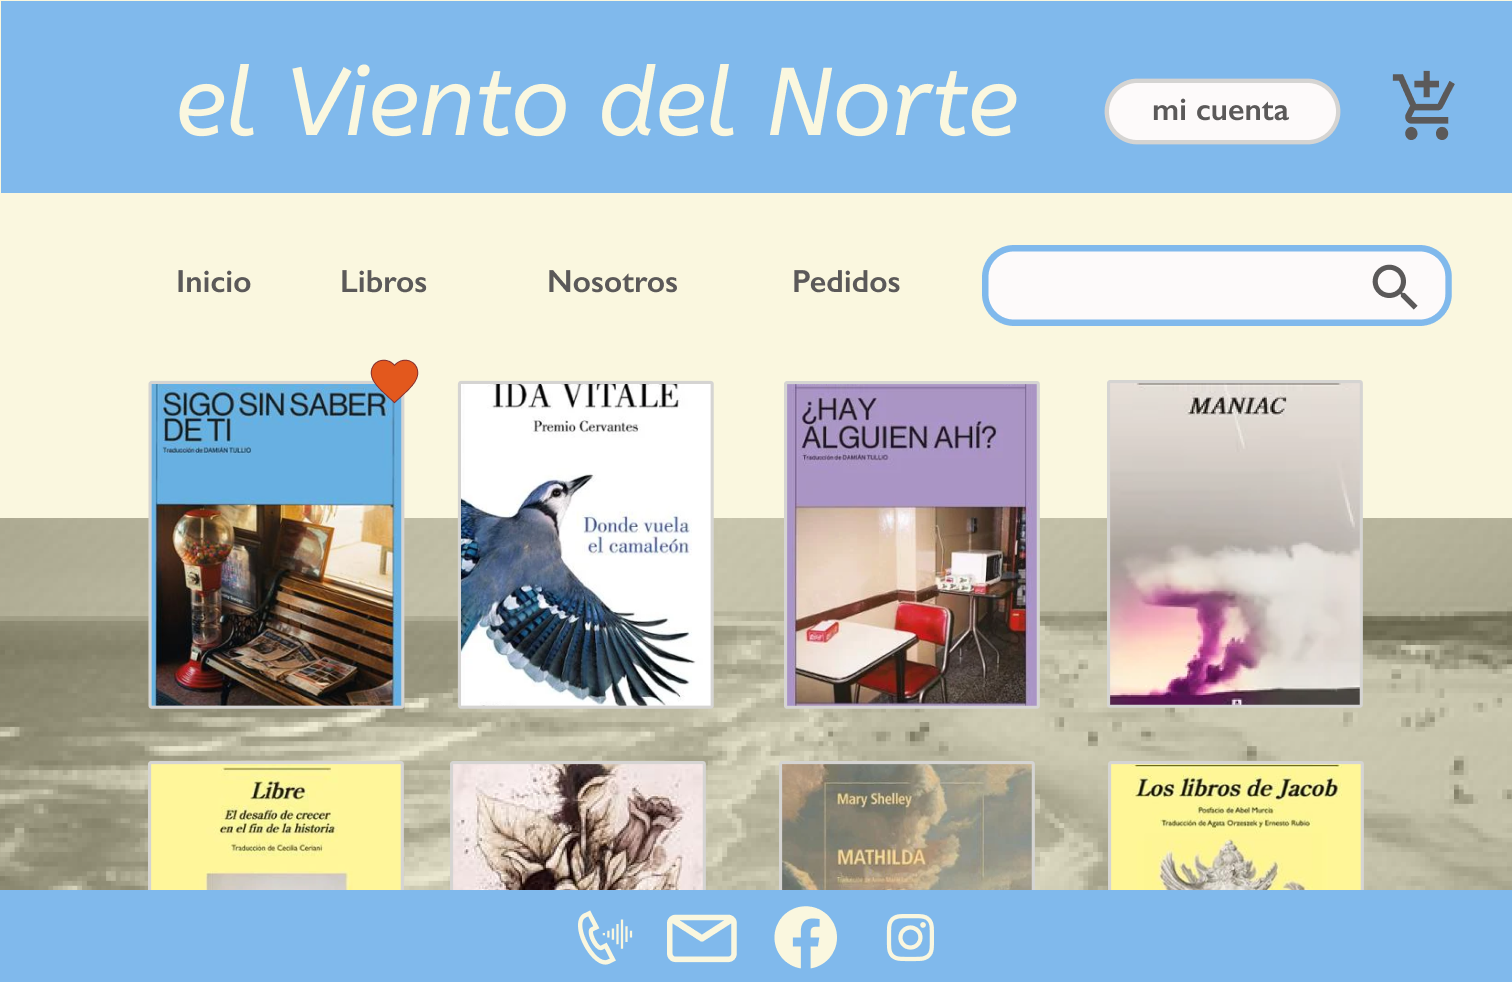 el Viento del Norte
mi cuenta
Inicio
Libros
Nosotros
Pedidos
SIGO SIN SABER
DE TI
Traducción de DAMIÁN TULLIO
IDA VITALE
Premio Cervantes
Donde vuela
el camaleón
¿HAY
ALGUIEN AHÍ?
Traducción de DAMIÁN TULLIO
MANIAC
Libre
El desafío de crecer
en el fin de la historia
Traducción de Cecilia Ceriani
Mary Shelley
MATHILDA
Los libros de Jacob
Posfacio de Abel Murcia
Traducción de Agata Orzeszek y Ernesto Rubio